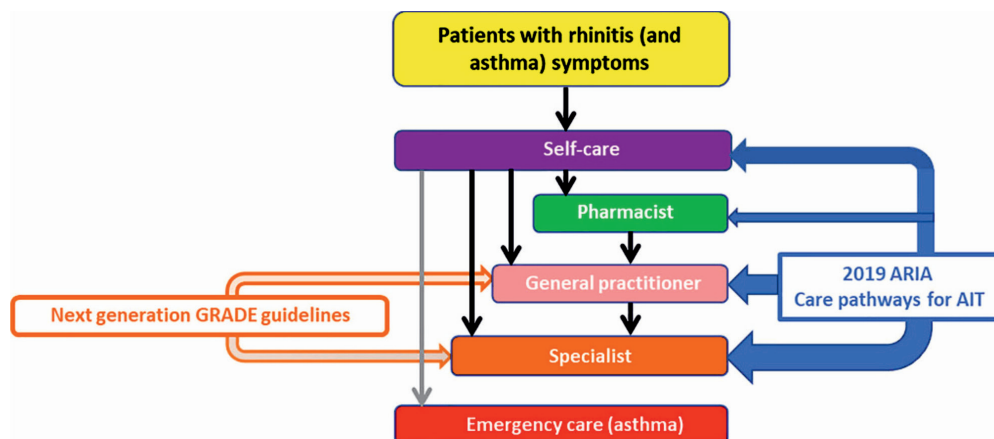 Patients with rhinitis (and
asthma) symptoms
Self-care
Pharmacist
General practitioner
2019 ARIA
Care pathways for AIT
Next generation GRADE guidelines
Specialist
Emergency care (asthma)